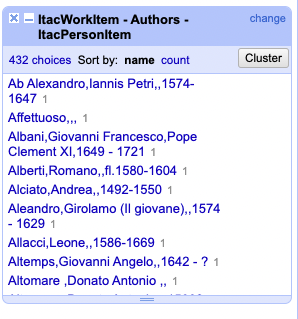 ItacWorkItem - Authors -
ItacPersonItem
change
432 choices Sort by: name count
Cluster
Ab Alexandro,Iannis Petri,,1574-
1647 1
Affettuoso,,, 1
Albani,Giovanni Francesco,Pope
Clement XI,1649 - 1721 1
Alberti,Romano,,fl.1580-1604 1
Alciato,Andrea,,1492-1550 1
Aleandro,Girolamo (Il giovane),,1574
- 1629 1
Allacci,Leone,,1586-1669 1
Altemps,Giovanni Angelo,,1642 - ? 1
Altomare ,Donato Antonio ,, 1